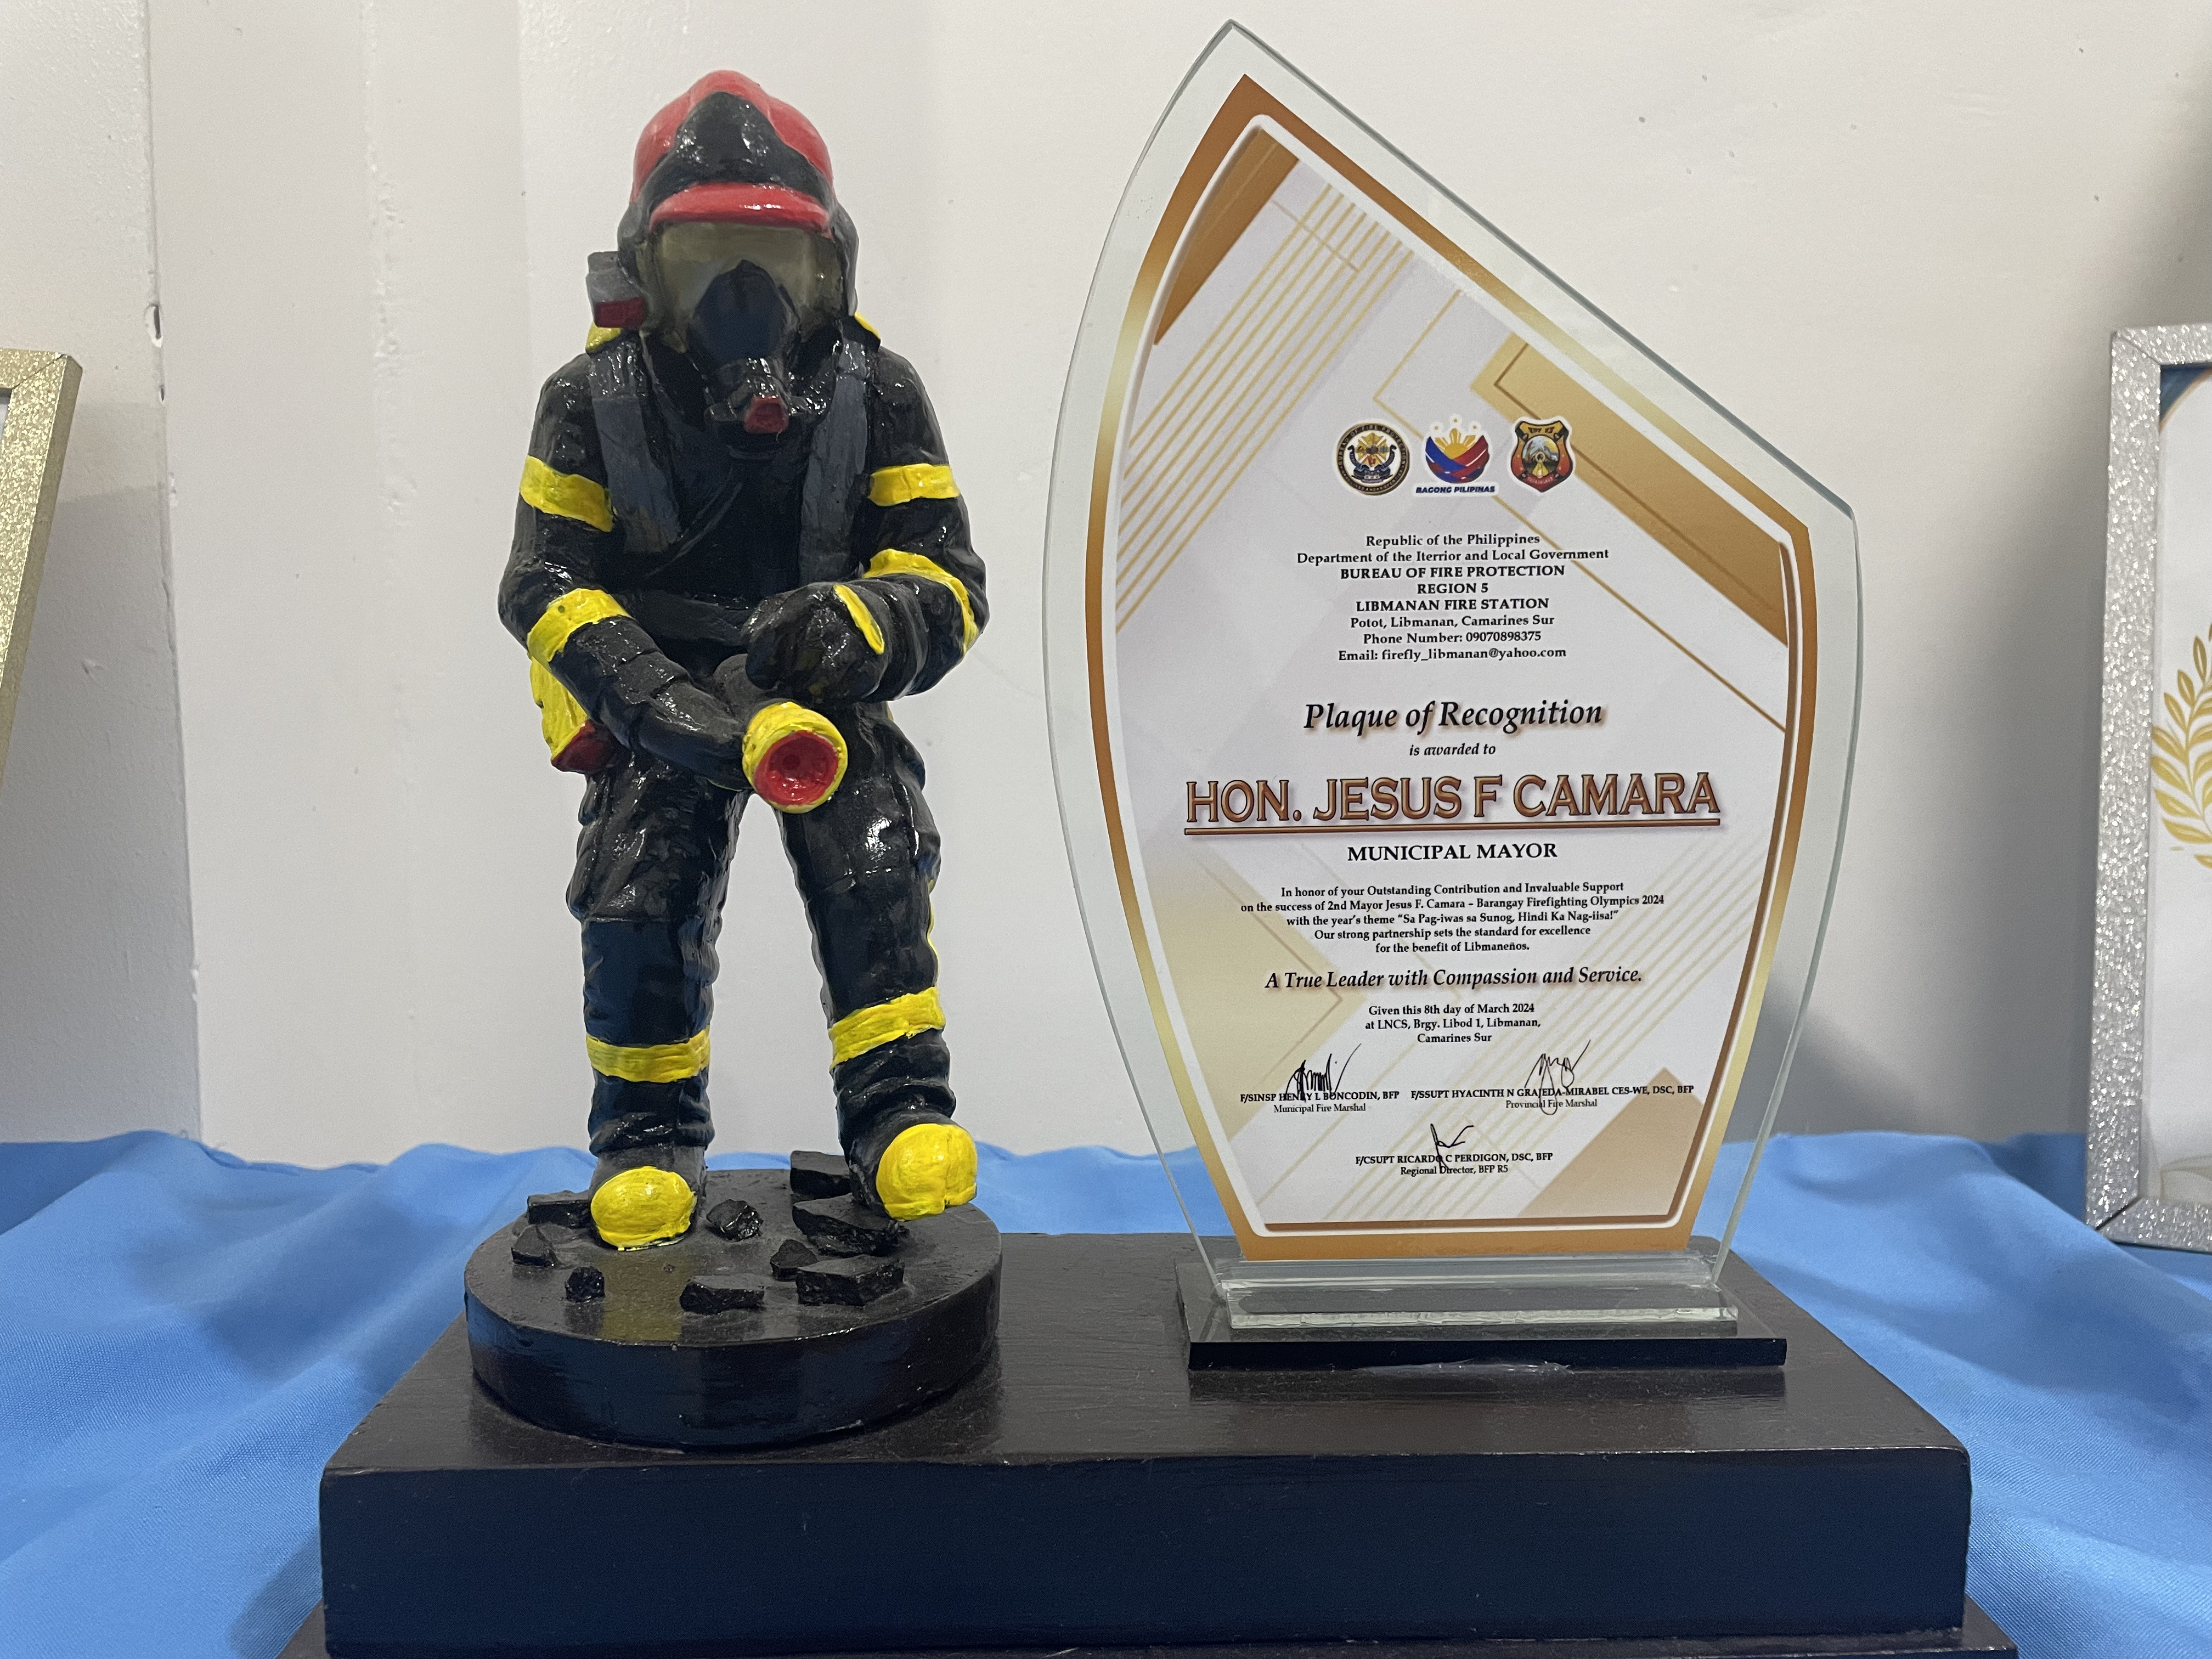 BAGONG PILIPINAS
Republic of the Philippines
Department of the Iterrior and Local Government
BUREAU OF FIRE PROTECTION
REGION 5
LIBMANAN FIRE STATION
Potot, Libmanan, Camarines Sur
Phone Number: 09070898375
Email: firefly_libmanan@yahoo.com
Plaque of Recognition
is awarded to
HON. JESUS F CAMARA
MUNICIPAL MAYOR
In honor of your Outstanding Contribution and Invaluable Support
on the success of 2nd Mayor Jesus F. Camara – Barangay Firefighting Olympics 2024
with the year's theme "Sa Pag-iwas sa Sunog, Hindi Ka Nag-iisa!"
Our strong partnership sets the standard for excellence
for the benefit of Libmaneños.
A True Leader with Compassion and Service.
Given this 8th day of March 2024
at LNCS, Brgy. Libod 1, Libmanan,
Camarines Sur
F/SINSP HENRY L BONCODIN, BFP F/SSUPT HYACINTH N GRAJEDA-MIRABEL CES-WE, DSC, BFP
Municipal Fire Marshal Provincial Fire Marshal
F/CSUPT RICARDO C PERDIGON, DSC, BFP
Regional Director, BFP R5